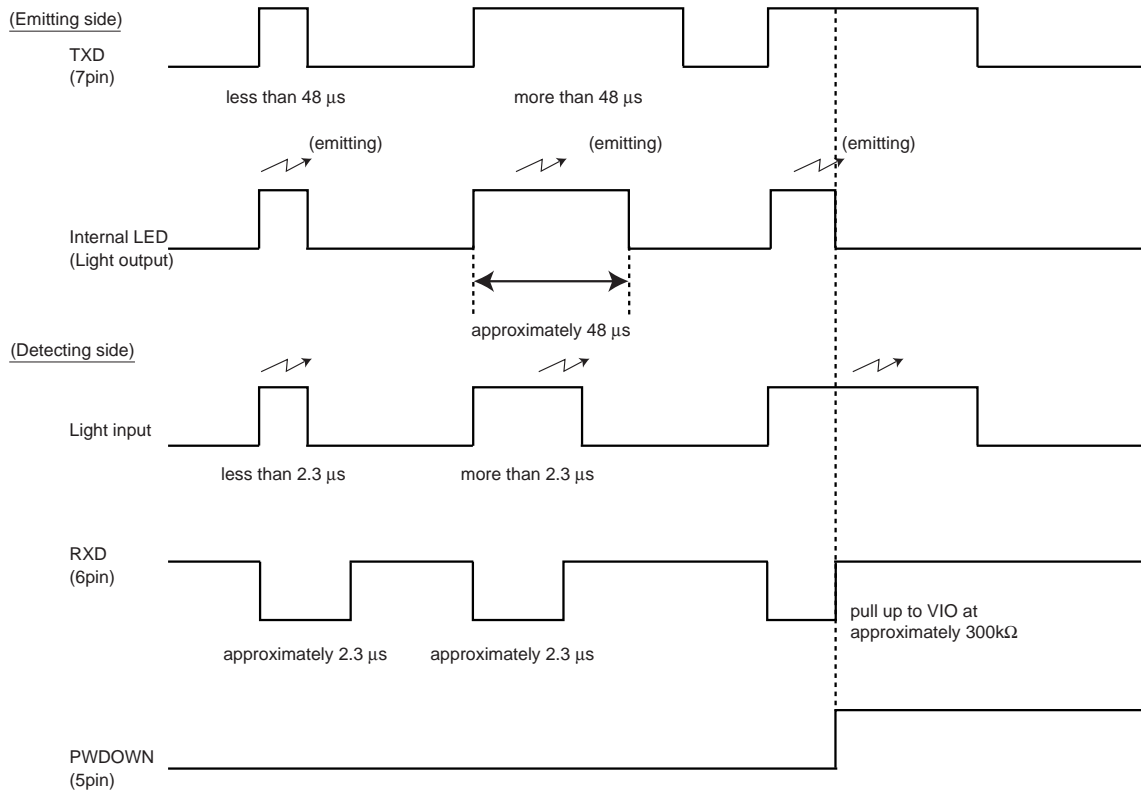 (Emitting side)
TXD
(7pin)
less than 48 μs
more than 48 μs
(emitting)
(emitting)
(emitting)
Internal LED
(Light output)
approximately 48 μs
(Detecting side)
Light input
less than 2.3 μs
more than 2.3 μs
RXD
(6pin)
pull up to VIO at
approximately 300kΩ
approximately 2.3 μs
approximately 2.3 μs
PWDOWN
(5pin)